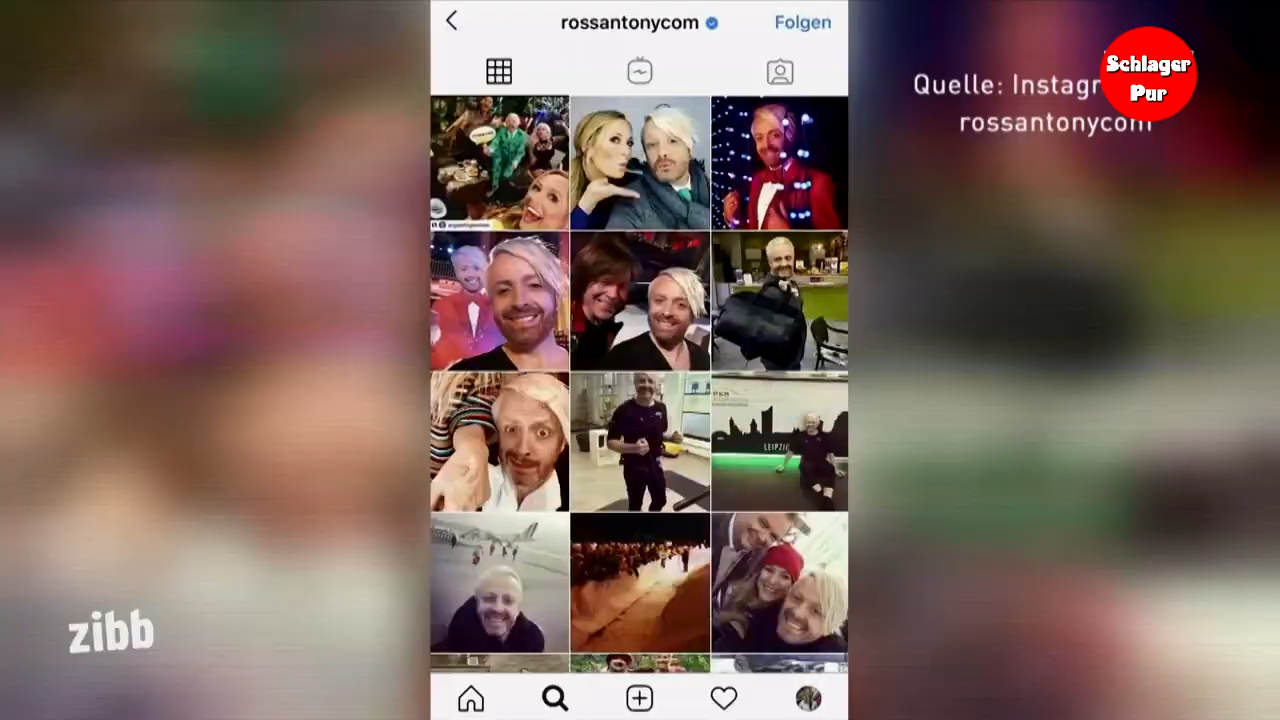 rossantonycom
Folgen
Schlager
Pur
Quelle: Instagr
rossantonycom
LEIPZIG
zibb